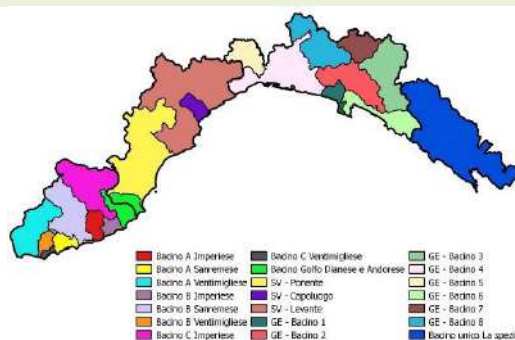 Bacino A Imperiese
Bacino A Sanremese
Bacino A Ventimigliese
Bacino B Imperiese
Bacino B Sanremese
Bacino B Ventimigliese
Bacino C Imperiese
Bacino C Ventimigliese
Bacino Golfo Dianese e Andorese
SV - Ponente
SV - Capoluogo
SV - Levante
GE - Bacino 1
GE - Bacino 2
GE - Bacino 3
GE - Bacino 4
GE - Bacino 5
GE - Bacino 6
GE - Bacino 7
GE - Bacino 8
Bacino unico La spezi